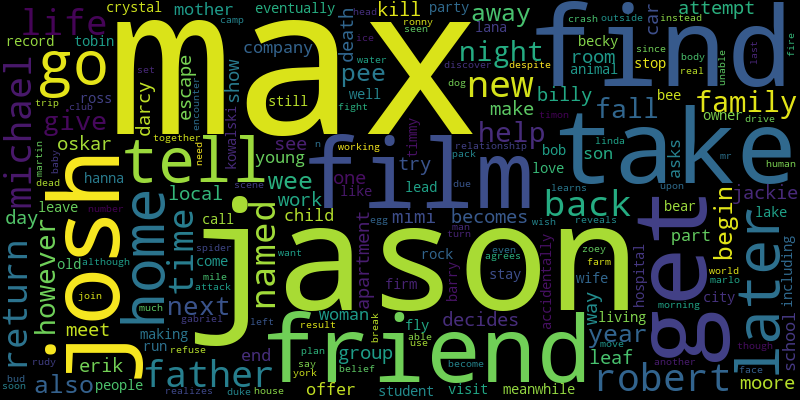 crystal eventually
mother
life
kill
away
attempt
record tobin
max
find
go
car
death
becky
night
room
lana
ronny
camp
head
crash outside instead
seen
party
set
company
pee
ice
since
fire
last
trip
club
ross
darcy
escape
show
still
well
water
discover despite
animal
stop
body
real
new
billy
dog
fight
unable
michael
give
make
fall
bee
family
together
working
relationship
oskar
tell
see
film
help
take
owner
drive
kowalski
need
timmy
bob
son
linda
mr
martin
baby
dead
hanna
young
one
try
pack due
love
timon
asks
human
josh
wee
like
lead
back
upon
jackie
day
leave
local
work
scene
mimi
becomes
egg man
wish reveals
bear
lake
number
home
time
call
child
turn
part
begin
old
although
named
spider
jason
even
zoey
agrees
farm
get
world
marlo
later
return
however
join
much
next
come
mile
attack
want
apartment
firm
barry
rock
stay
accidentally
wife
hospital
city
morning
school
including
meet
making
run
gabriel
left
woman
fly
decides
way
living
year
move
though
rudy
erik
refuse
end
result
friend
break
able
use
group
meanwhile
leaf
another
bud
soon
also
people
father
realizes
duke house
offer
say
york
plan
belief
student
become
visit
robert
face
moore